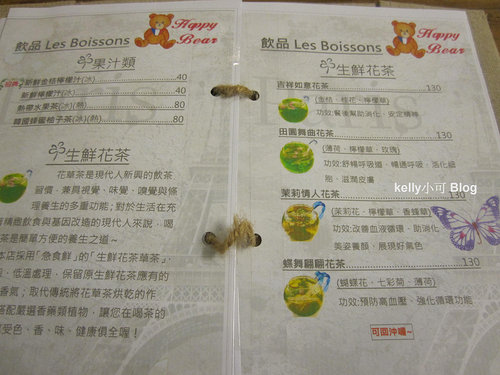 飲品 Les Boissons
Happy
Bear
果汁類
新鮮金桔檸檬汁(冰) 40
新鮮檸檬汁(冰) 40
熱帶水果茶(冰)(熱) 80
韓國蜂蜜柚子茶(冰)(熱) 80
生鮮花茶
花草茶是現代人新興的飲茶
習慣，兼具視覺、味覺、嗅覺與條
理養生的多重功能；對於生活在充
精緻飲食與基因改造的現代人來說，喝
茶是簡單方便的養生之道~
本店採用「急食鮮」的「生鮮花茶草茶」，
、低溫處理，保留原生鮮花茶應有的
香氣；取代傳統將花草茶烘乾的作
搭配嚴選香藥類植物，讓您在喝茶的
享受色、香、味、健康俱全喔！
飲品 Les Boissons
Happy
Bear
生鮮花茶
吉祥如意花茶 130
(金桔、桂花、檸檬草)
功效:餐後幫助消化、安定精神
田園舞曲花茶 130
(薄荷、檸檬草、玫瑰)
功效:舒暢呼吸道、暢通呼吸、活化細
胞、滋潤皮膚
茉莉情人花茶
(茉莉花、檸檬草、香蜂草)
功效:改善血液循環、助消化
美姿養顏、展現好氣色
蝶舞翩翩花茶 130
(蝴蝶花、七彩菊、薄荷)
功效:預防高血壓、強化循環功能
可回沖囉~
kelly小可 Blog